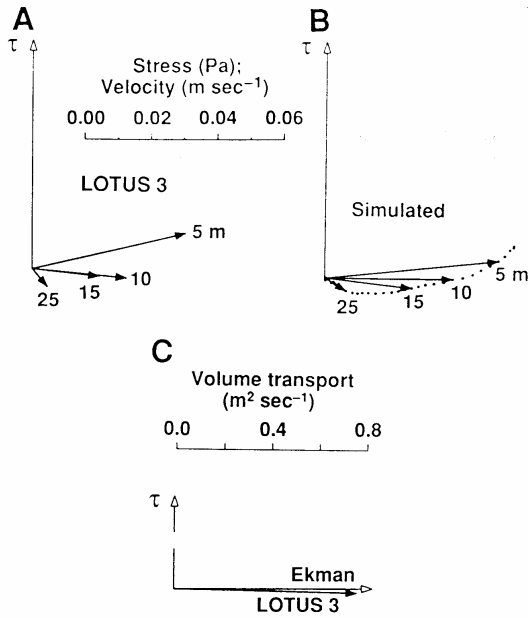 A
τ
Stress (Pa);
Velocity (m sec⁻¹)
0.00 0.02 0.04 0.06
LOTUS 3
5 m
10
15
25
B
τ
Simulated
5 m
10
15
25
C
Volume transport
(m² sec⁻¹)
0.0 0.4 0.8
τ
Ekman
LOTUS 3